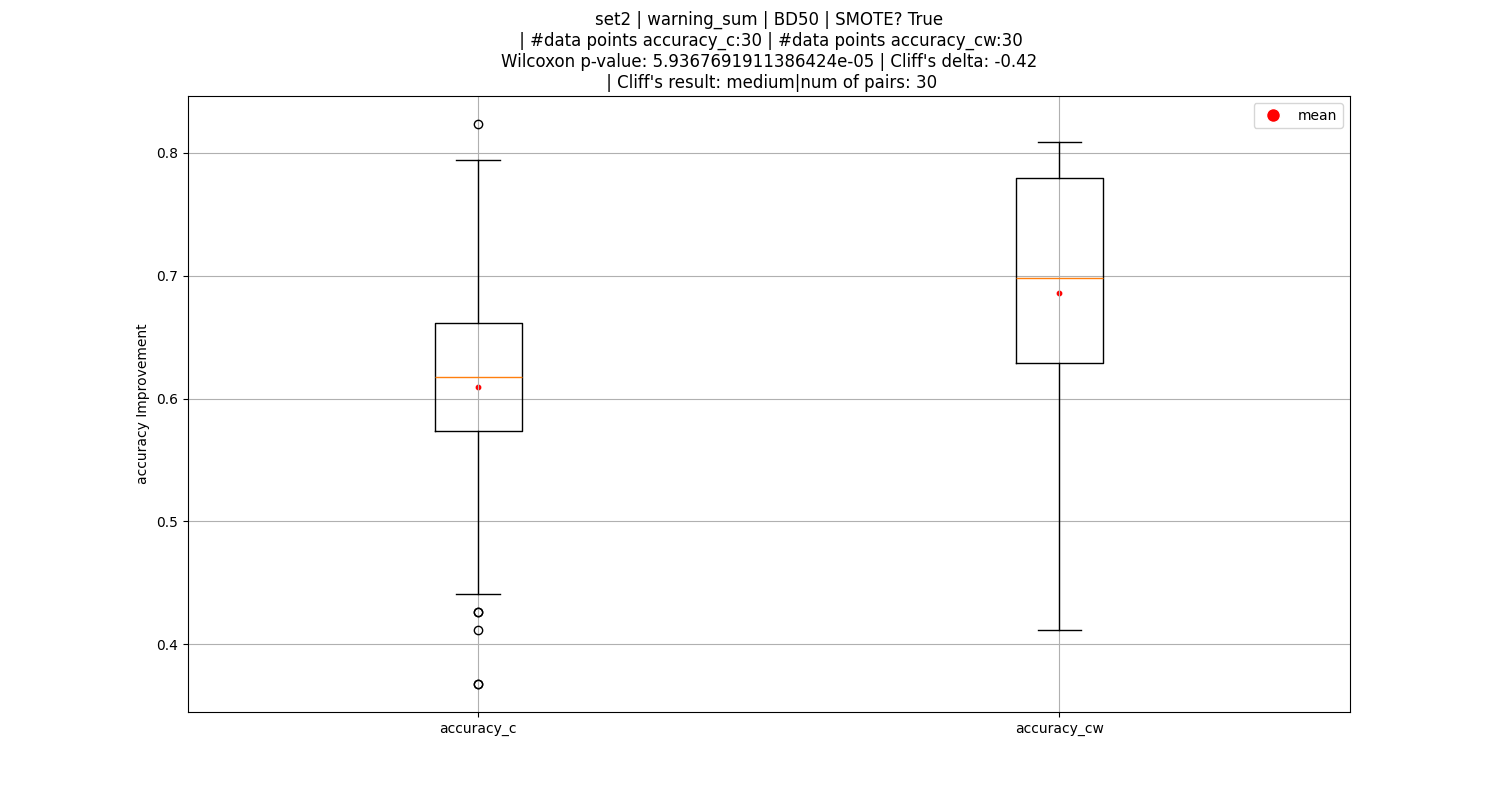 set2 | warning_sum | BD50 | SMOTE? True
| #data points accuracy_c:30 | #data points accuracy_cw:30
Wilcoxon p-value: 5.9367691911386424e-05 | Cliff's delta: -0.42
| Cliff's result: medium|num of pairs: 30
mean
0.8
0.7
0.6
0.5
0.4
accuracy Improvement
accuracy_c
accuracy_cw